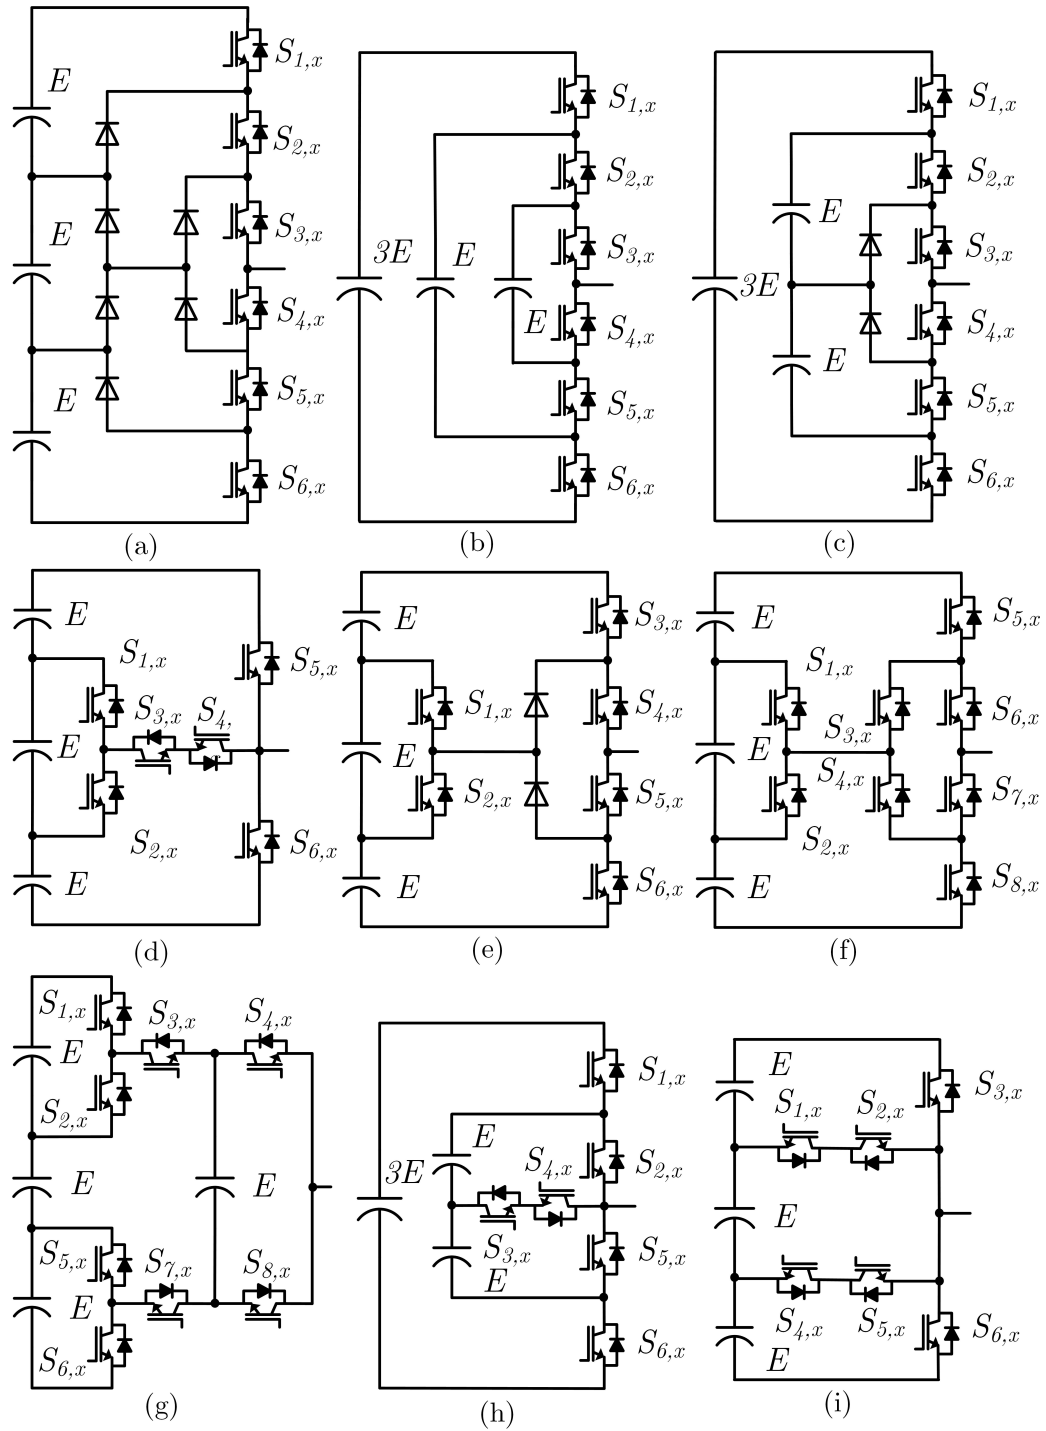 E
S1,x
S2,x
E
S3,x
S4,x
E
S5,x
S6,x
(a)
S1,x
S2,x
3E
E
S3,x
E
S4,x
S5,x
S6,x
(b)
S1,x
S2,x
E
S3,x
3E
S4,x
E
S5,x
S6,x
(c)
E
S1,x
S5,x
S3,x
S4,
x
E
S2,x
S6,x
E
(d)
E
S3,x
S1,x
S4,x
E
S2,x
S5,x
E
S6,x
(e)
E
S5,x
S1,x
S6,x
S3,x
E
S4,x
S7,x
S2,x
E
S8,x
(f)
S1,x
S3,x
S4,x
E
S2,x
E
E
S5,x
S7,x
S8,x
E
S6,x
(g)
S1,x
E
3E
S4,x
S2,x
S3,x
S5,x
E
S6,x
(h)
E
S3,x
S1,x
S2,x
E
S4,x
S5,x
S6,x
E
(i)